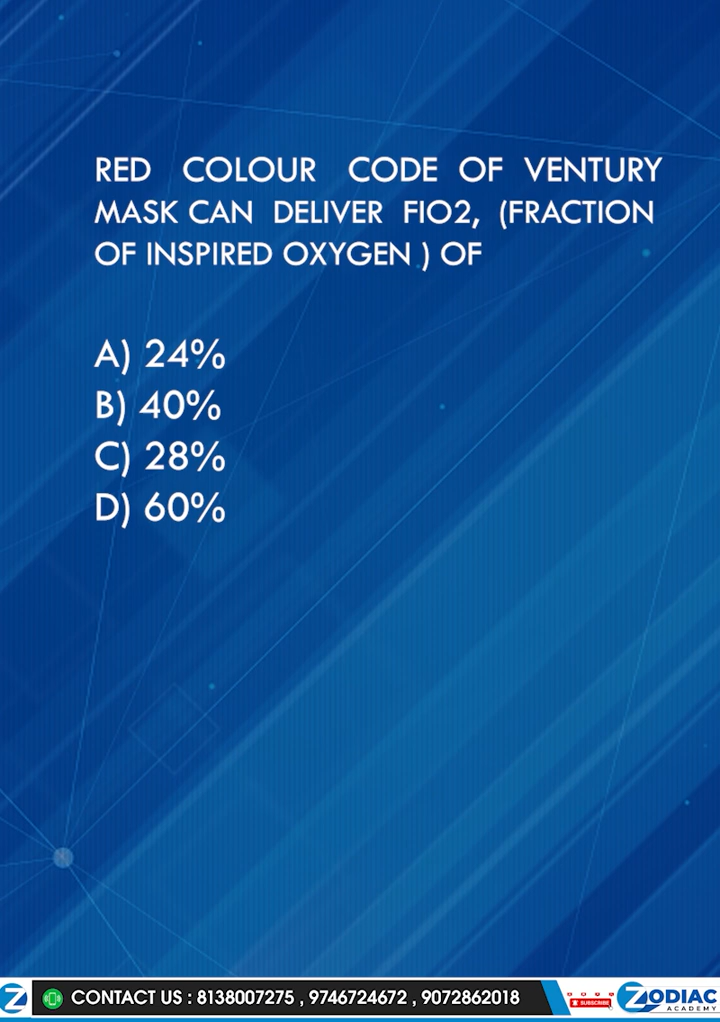 RED COLOUR CODE OF VENTURY
MASK CAN DELIVER FIO2, (FRACTION
OF INSPIRED OXYGEN ) OF
A) 24%
B) 40%
C) 28%
D) 60%
Z CONTACT US : 8138007275 , 9746724672 , 9072862018 SUBSCRIBE ZODIAC
ACADEMY